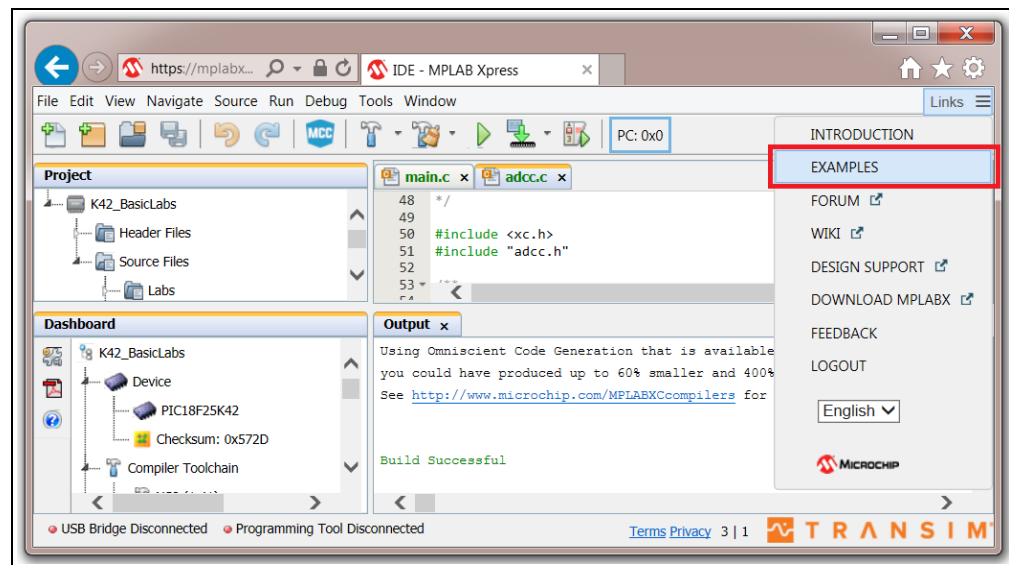 https://mplabx...
IDE - MPLAB Xpress
File Edit View Navigate Source Run Debug Tools Window
Links
MCC
PC: 0x0
INTRODUCTION
EXAMPLES
FORUM
WIKI
DESIGN SUPPORT
DOWNLOAD MPLABX
FEEDBACK
LOGOUT
English
MICROCHIP
Project
K42_BasicLabs
Header Files
Source Files
Labs
main.c x adcc.c x
48 */
49
50 #include <xc.h>
51 #include "adcc.h"
52
53 /**
Dashboard
K42_BasicLabs
Device
PIC18F25K42
Checksum: 0x572D
Compiler Toolchain
Output x
Using Omniscient Code Generation that is available
you could have produced up to 60% smaller and 400%
See http://www.microchip.com/MPLABXCcompilers for
Build Successful
USB Bridge Disconnected Programming Tool Disconnected
Terms Privacy 3 | 1
TRANSIM